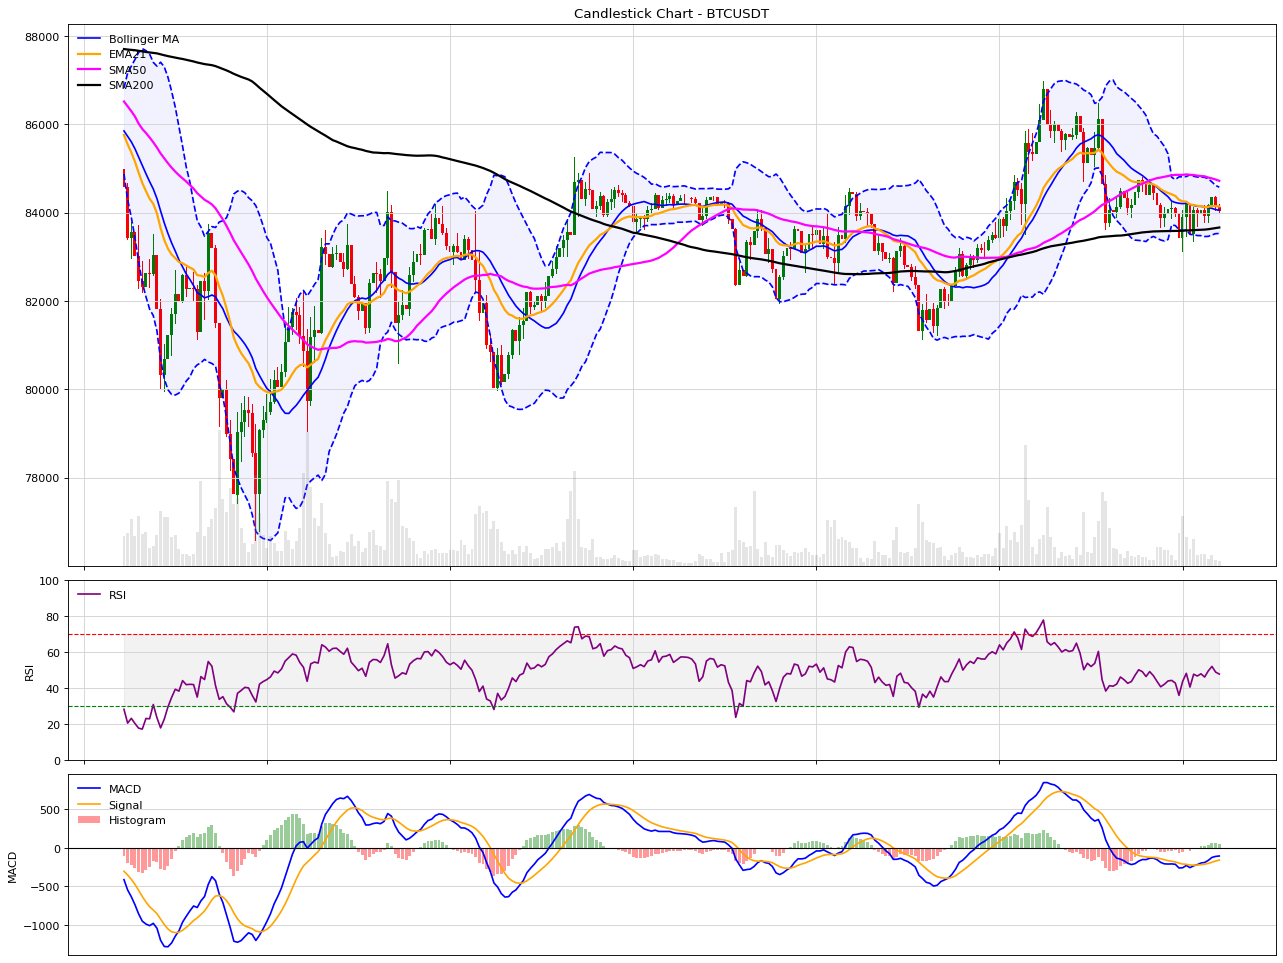 Candlestick Chart - BTCUSDT
88000
86000
84000
82000
80000
78000
Bollinger MA
EMA21
SMA50
SMA200
100
80
60
40
20
0
RSI
RSI
500
0
−500
−1000
MACD
MACD
Signal
Histogram